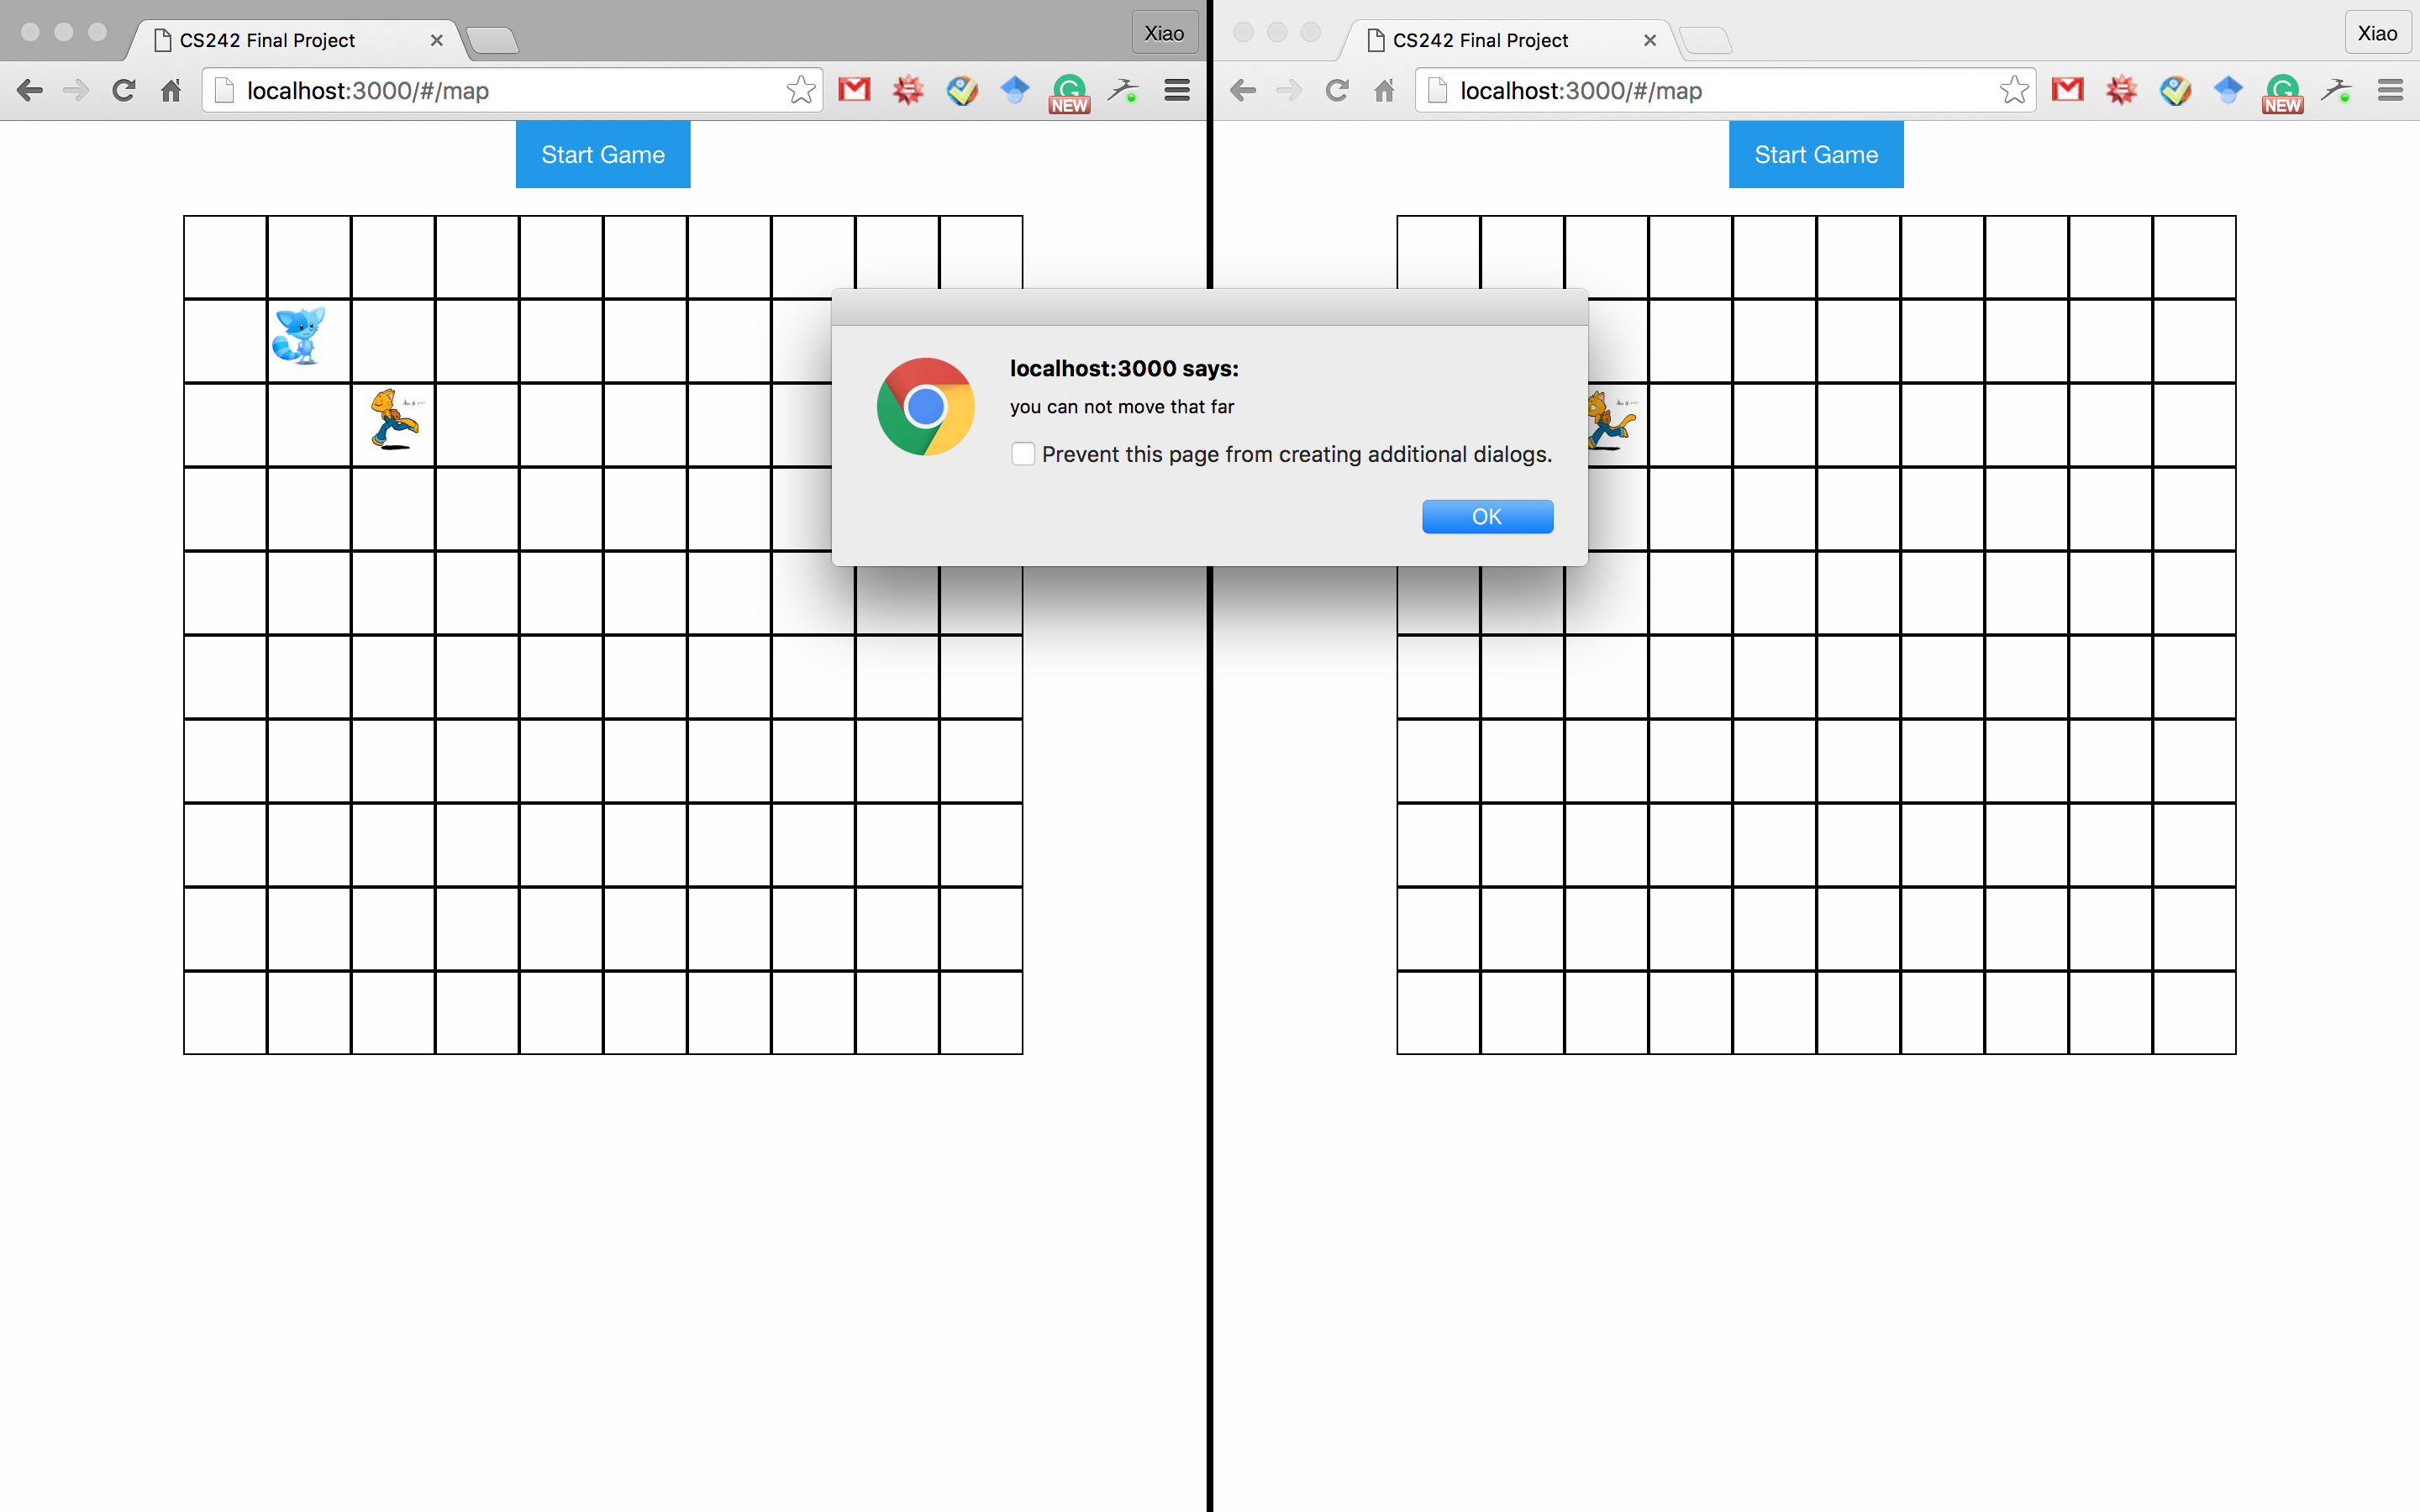 CS242 Final Project
Xiao
localhost:3000/#/map
NEW
Start Game
CS242 Final Project
Xiao
localhost:3000/#/map
NEW
Start Game
localhost:3000 says:
you can not move that far
Prevent this page from creating additional dialogs.
OK